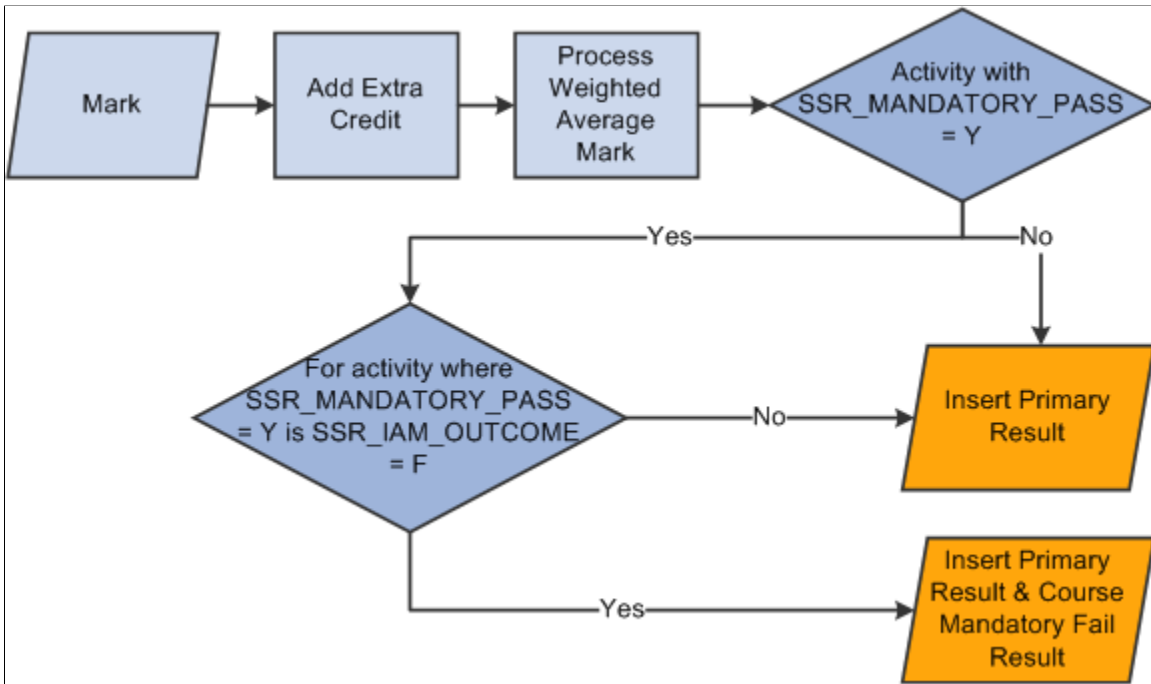 Mark
Add Extra
Credit
Process
Weighted
Average
Mark
Activity with
SSR_MANDATORY_PASS
= Y
Yes
No
For activity where
SSR_MANDATORY_PASS
= Y is SSR_IAM_OUTCOME
= F
No
Insert Primary
Result
Yes
Insert Primary
Result & Course
Mandatory Fail
Result